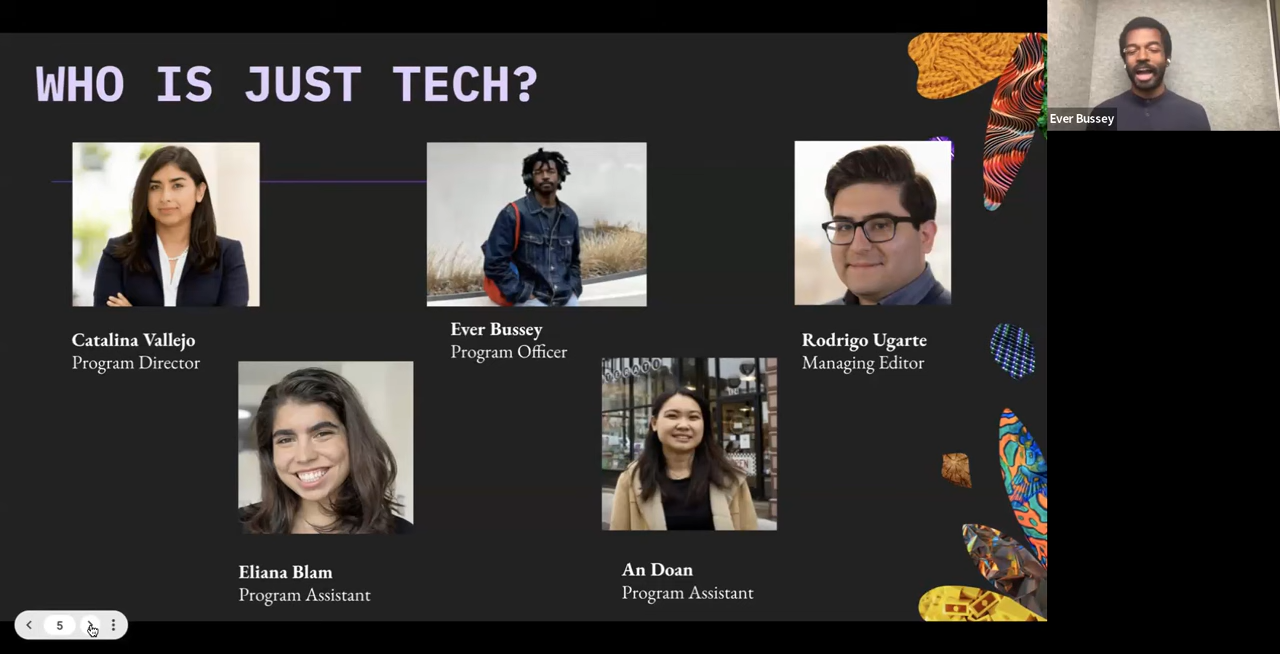 WHO IS JUST TECH?
Ever Bussey
Catalina Vallejo
Program Director
Ever Bussey
Program Officer
Rodrigo Ugarte
Managing Editor
Eliana Blam
Program Assistant
An Doan
Program Assistant
5